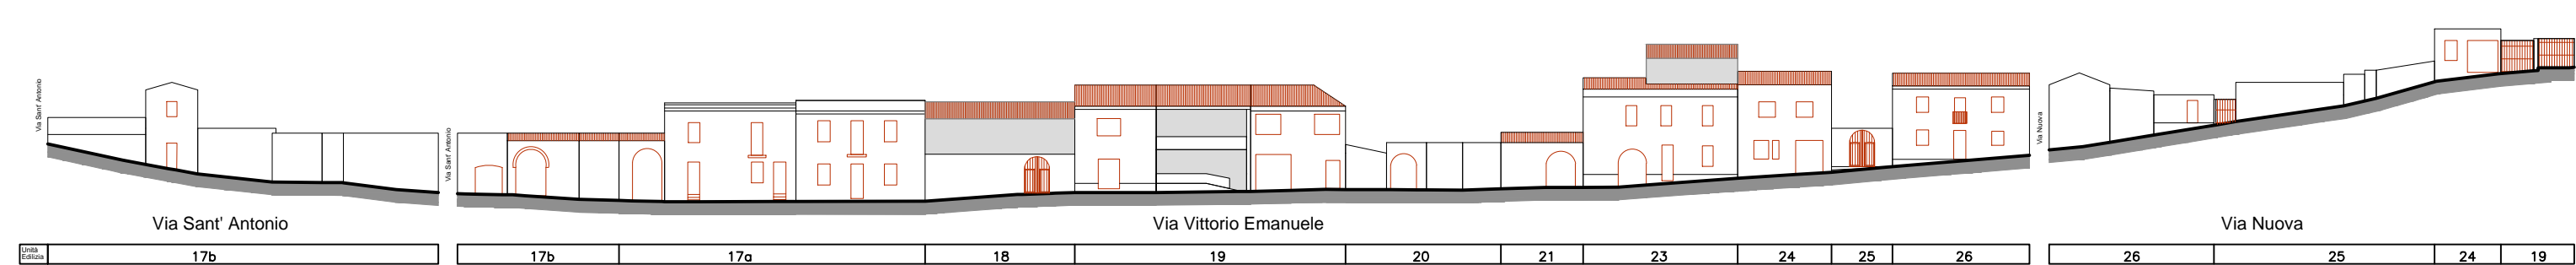 Via Sant' Antonio
Via Sant' Antonio
Via Nuova
Via Sant' Antonio
Via Vittorio Emanuele
Via Nuova
Unità
Edilizia
17b
17b
17a
18
19
20
21
23
24
25
26
26
25
24
19